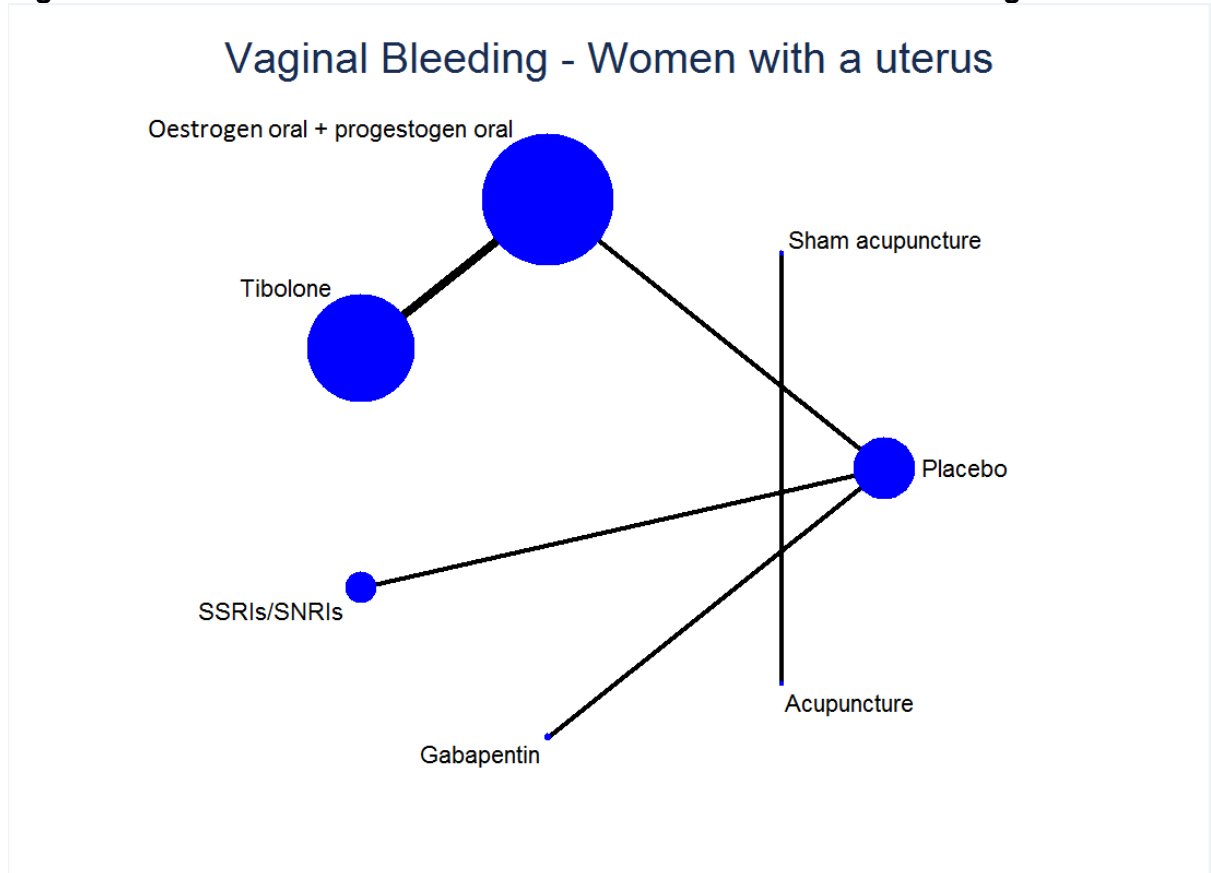 Vaginal Bleeding - Women with a uterus
Oestrogen oral + progestogen oral
Sham acupuncture
Tibolone
Placebo
SSRIs/SNRIs
Acupuncture
Gabapentin